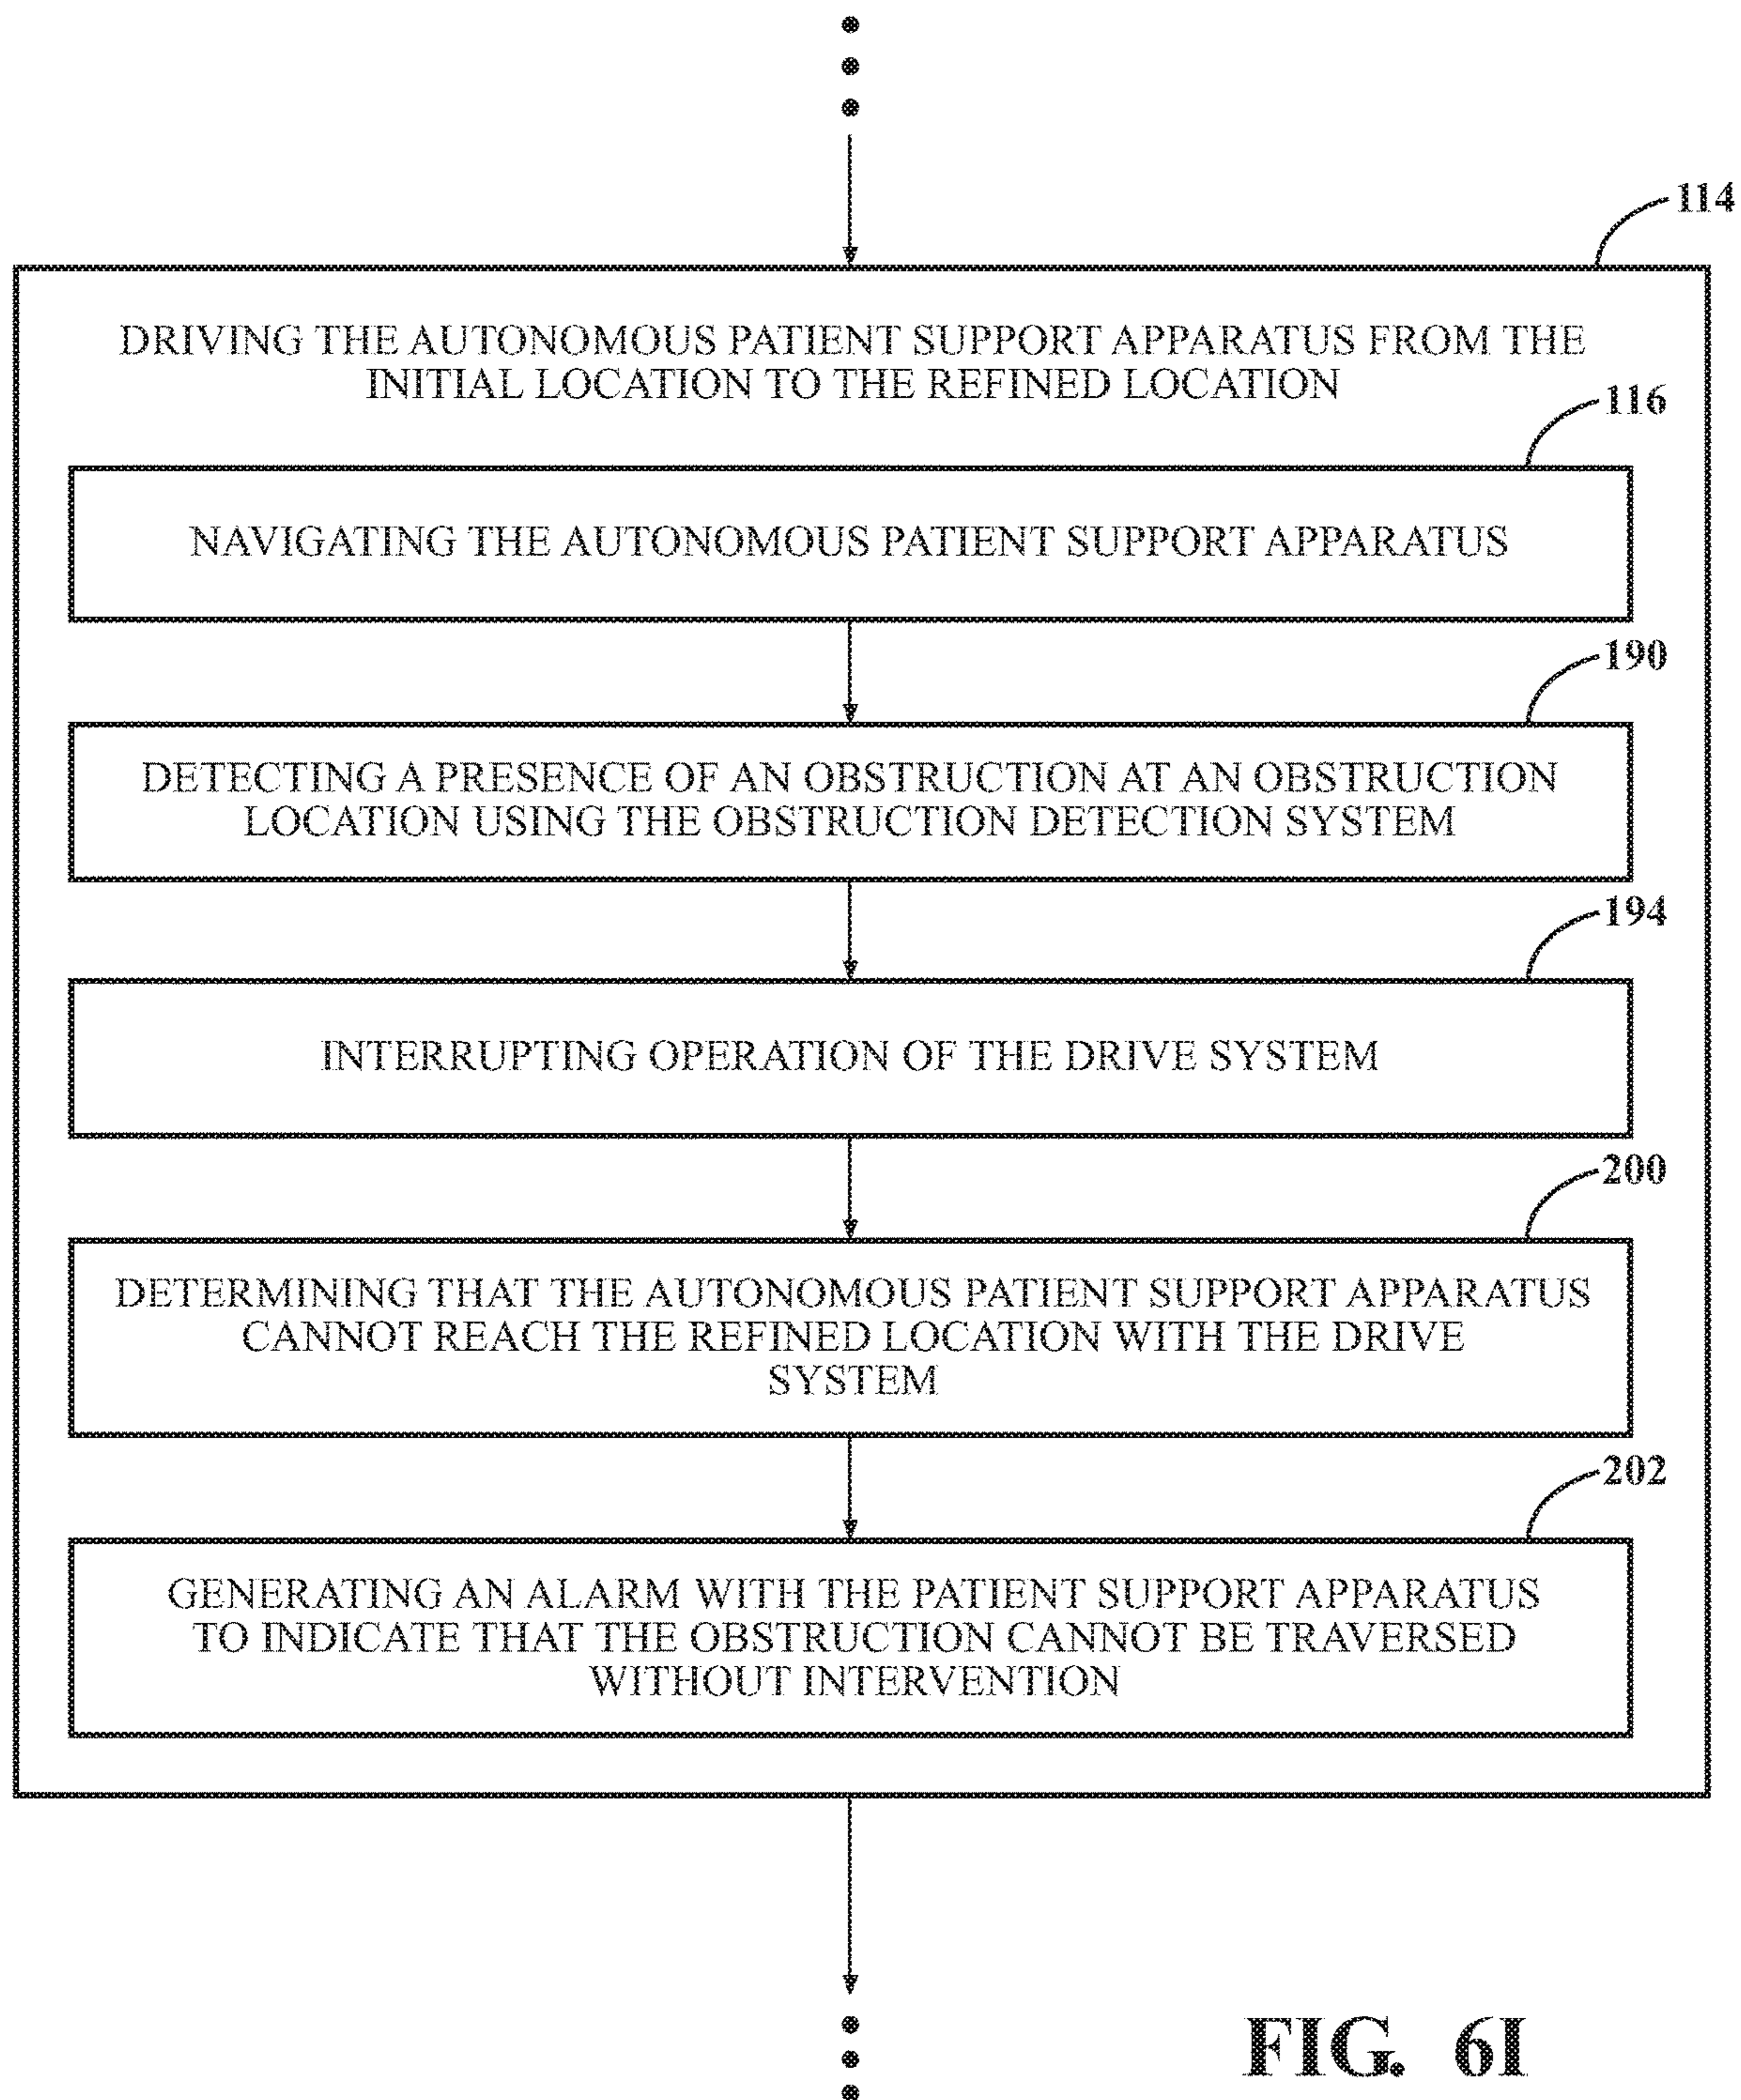 114
DRIVING THE AUTONOMOUS PATIENT SUPPORT APPARATUS FROM THE
INITIAL LOCATION TO THE REFINED LOCATION
116
NAVIGATING THE AUTONOMOUS PATIENT SUPPORT APPARATUS
190
DETECTING A PRESENCE OF AN OBSTRUCTION AT AN OBSTRUCTION
LOCATION USING THE OBSTRUCTION DETECTION SYSTEM
194
INTERRUPTING OPERATION OF THE DRIVE SYSTEM
200
DETERMINING THAT THE AUTONOMOUS PATIENT SUPPORT APPARATUS
CANNOT REACH THE REFINED LOCATION WITH THE DRIVE
SYSTEM
202
GENERATING AN ALARM WITH THE PATIENT SUPPORT APPARATUS
TO INDICATE THAT THE OBSTRUCTION CANNOT BE TRAVERSED
WITHOUT INTERVENTION
FIG. 6I